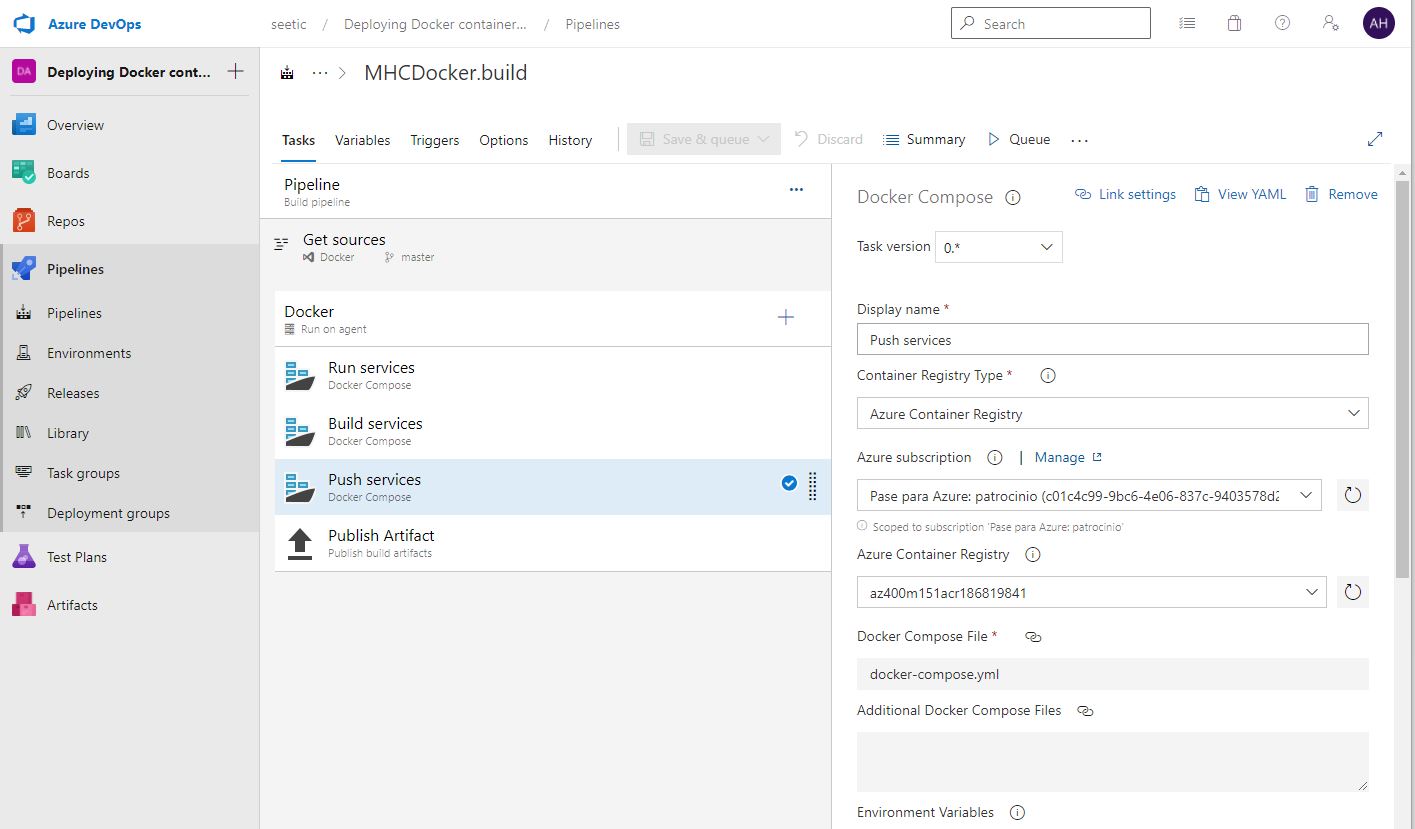 Azure DevOps
seetic / Deploying Docker container... / Pipelines
Search
AH
DA Deploying Docker cont...
Overview
Boards
Repos
Pipelines
Pipelines
Environments
Releases
Library
Task groups
Deployment groups
Test Plans
Artifacts
... > MHCDocker.build
Tasks Variables Triggers Options History Save & queue Discard Summary Queue ...
Pipeline
Build pipeline
Get sources
Docker master
Docker
Run on agent
Run services
Docker Compose
Build services
Docker Compose
Push services
Docker Compose
Publish Artifact
Publish build artifacts
Docker Compose Link settings View YAML Remove
Task version 0.*
Display name *
Push services
Container Registry Type *
Azure Container Registry
Azure subscription | Manage
Pase para Azure: patrocinio (c01c4c99-9bc6-4e06-837c-9403578d2
Scoped to subscription 'Pase para Azure: patrocinio'
Azure Container Registry
az400m151acr186819841
Docker Compose File *
docker-compose.yml
Additional Docker Compose Files
Environment Variables